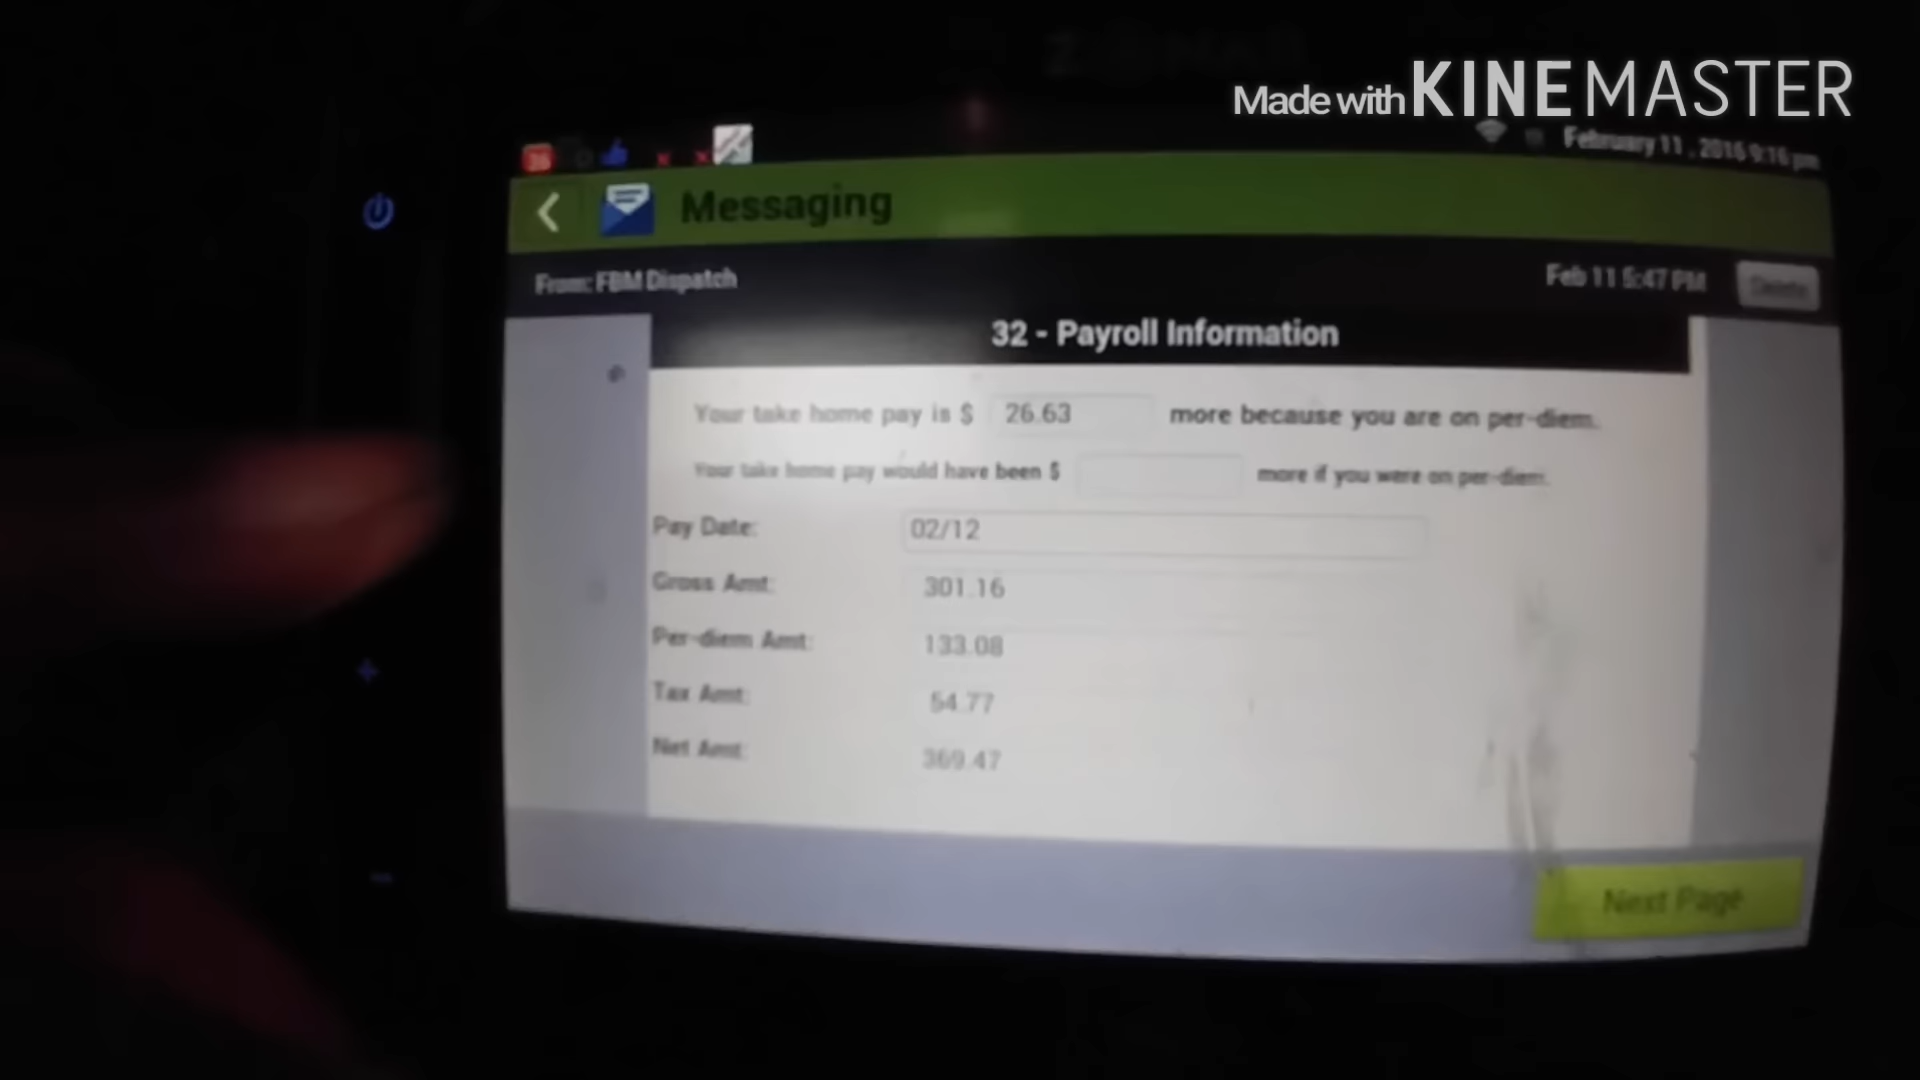 Made with KINEMASTER
26
February 11, 2016 9:16 pm
Messaging
From: FBM Dispatch
Feb 11 5:47 PM
Delete
32 - Payroll Information
Your take home pay is $ 26.63 more because you are on per-diem.
Your take home pay would have been $ more if you were on per-diem.
Pay Date: 02/12
Gross Amt: 301.16
Per-diem Amt: 133.08
Tax Amt: 54.77
Net Amt: 369.47
Next Page